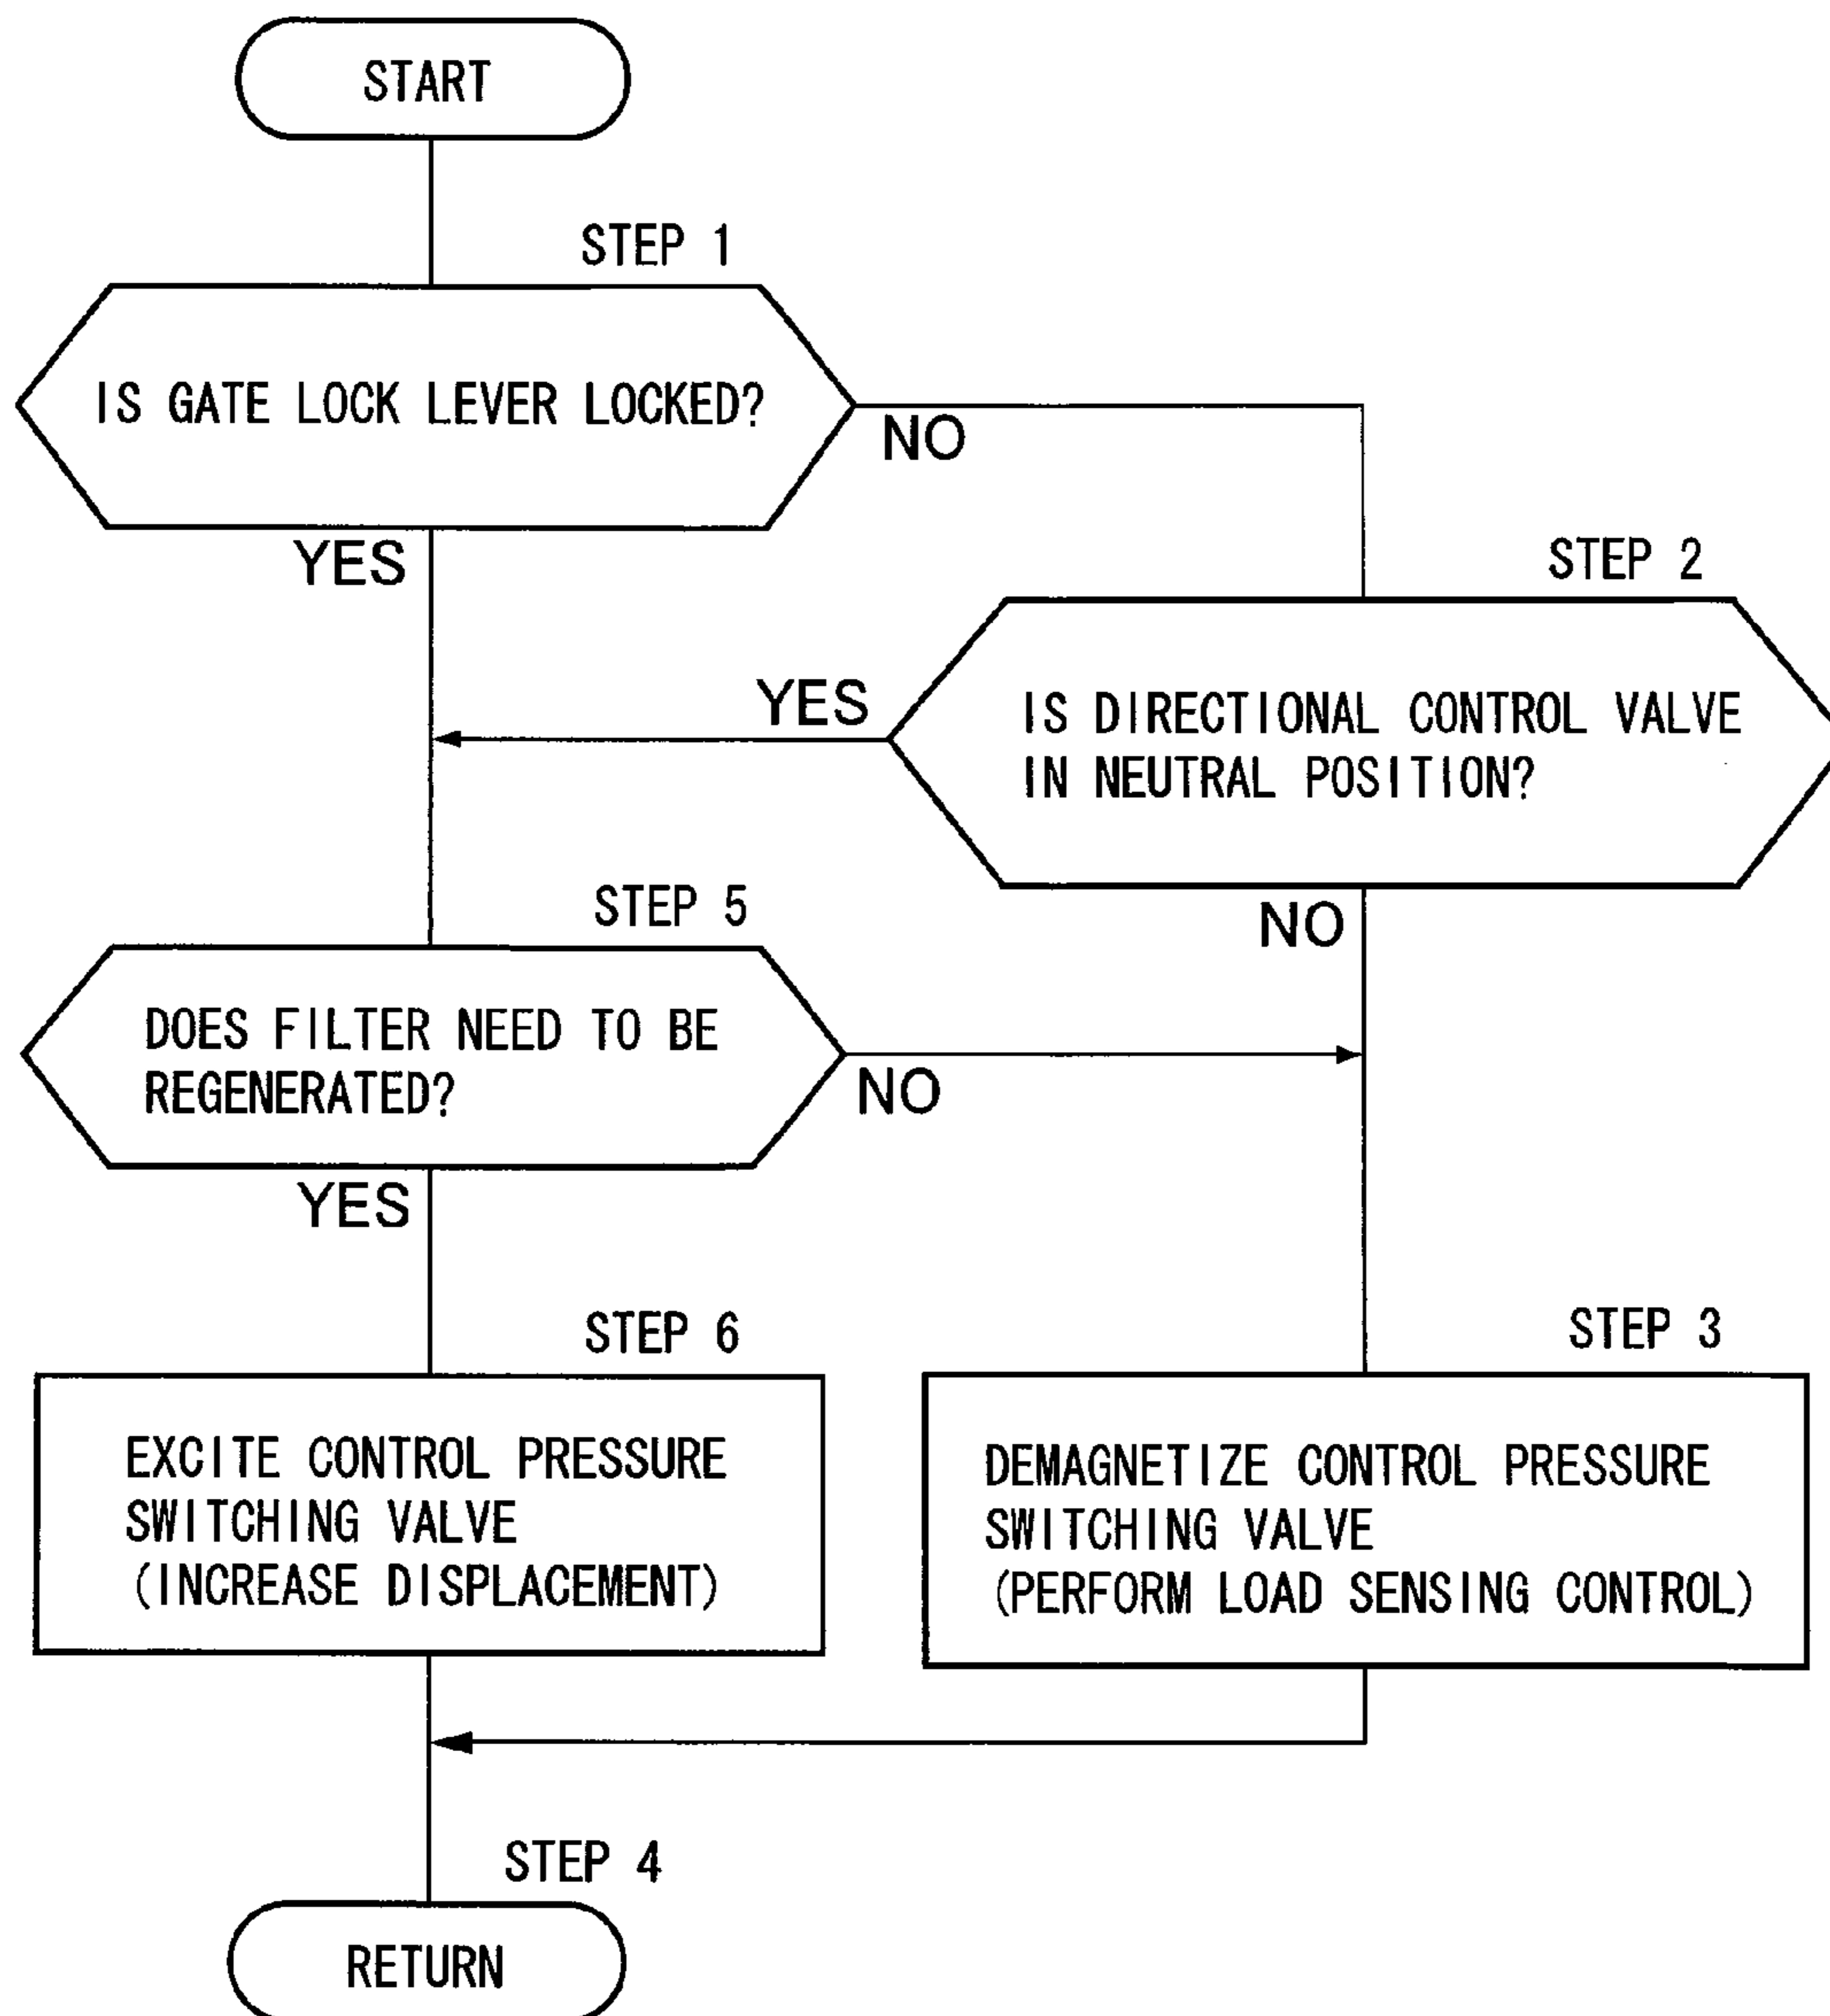 START
STEP 1
IS GATE LOCK LEVER LOCKED?
NO
YES
STEP 2
IS DIRECTIONAL CONTROL VALVE
IN NEUTRAL POSITION?
YES
NO
STEP 5
DOES FILTER NEED TO BE
REGENERATED?
NO
YES
STEP 6
EXCITE CONTROL PRESSURE
SWITCHING VALVE
(INCREASE DISPLACEMENT)
STEP 3
DEMAGNETIZE CONTROL PRESSURE
SWITCHING VALVE
(PERFORM LOAD SENSING CONTROL)
STEP 4
RETURN